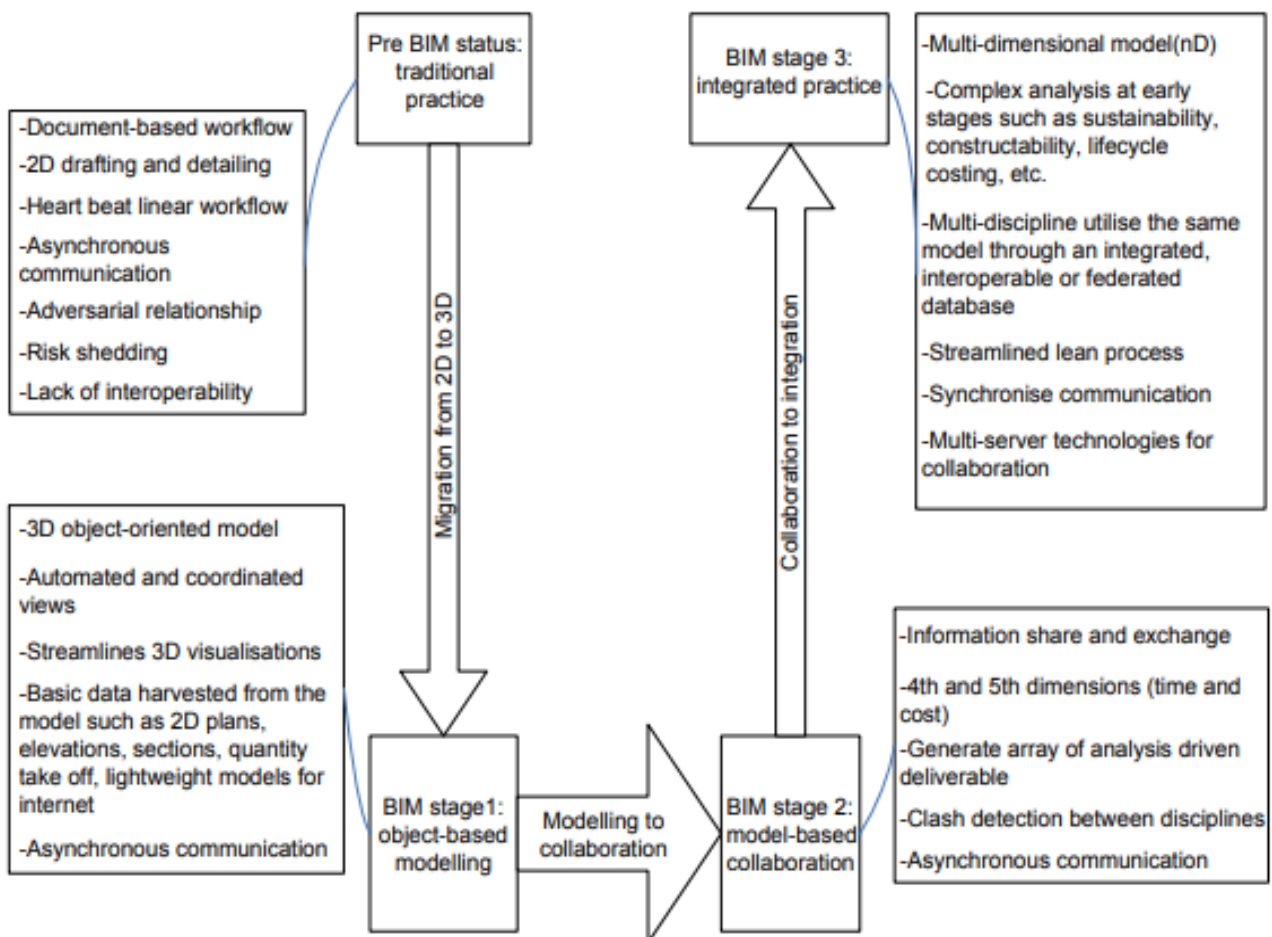 Pre BIM status:
traditional
practice
-Document-based workflow
-2D drafting and detailing
-Heart beat linear workflow
-Asynchronous
communication
-Adversarial relationship
-Risk shedding
-Lack of interoperability
Migration from 2D to 3D
-3D object-oriented model
-Automated and coordinated
views
-Streamlines 3D visualisations
-Basic data harvested from the
model such as 2D plans,
elevations, sections, quantity
take off, lightweight models for
internet
-Asynchronous communication
BIM stage1:
object-based
modelling
Modelling to
collaboration
BIM stage 2:
model-based
collaboration
-Information share and exchange
-4th and 5th dimensions (time and
cost)
-Generate array of analysis driven
deliverable
-Clash detection between disciplines
-Asynchronous communication
Collaboration to integration
BIM stage 3:
integrated practice
-Multi-dimensional model(nD)
-Complex analysis at early
stages such as sustainability,
constructability, lifecycle
costing, etc.
-Multi-discipline utilise the same
model through an integrated,
interoperable or federated
database
-Streamlined lean process
-Synchronise communication
-Multi-server technologies for
collaboration